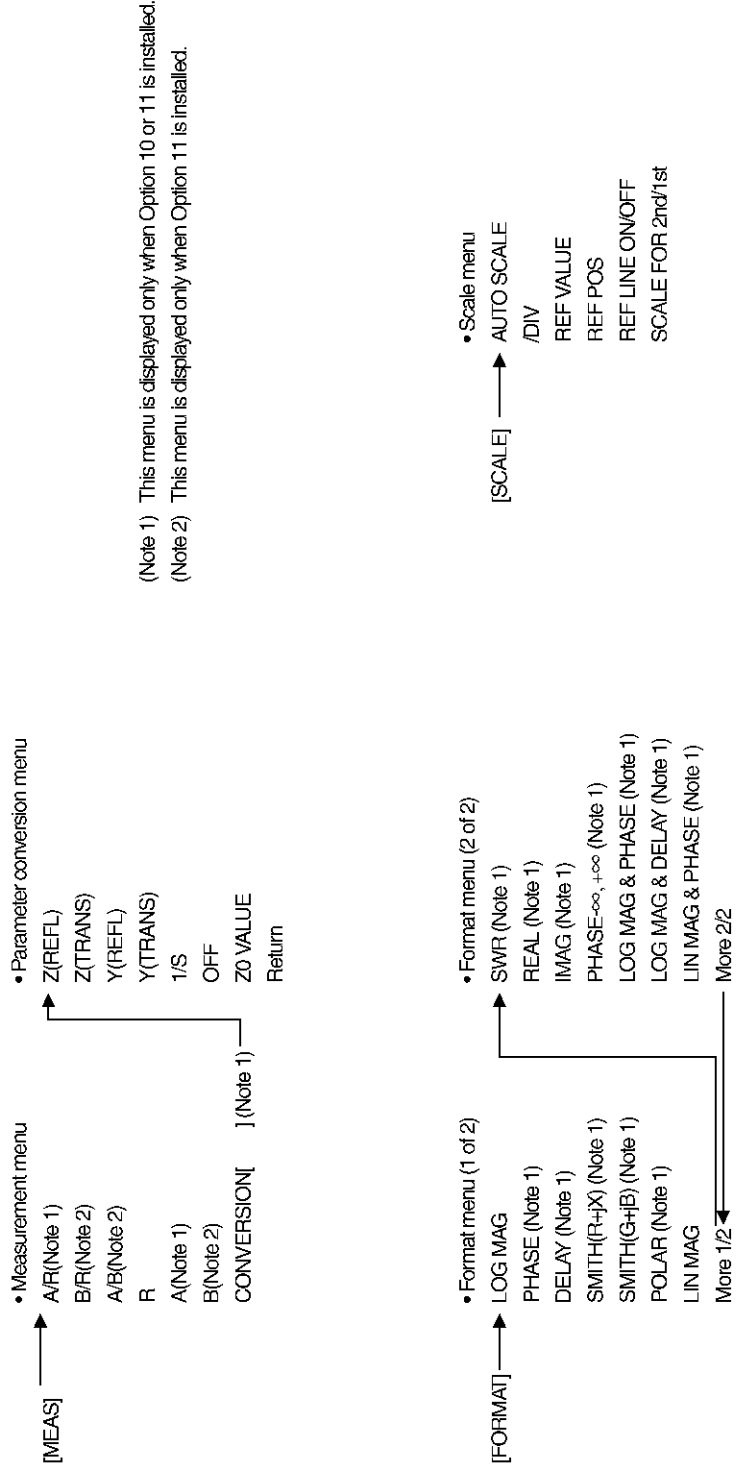 [MEAS]
• Measurement menu
A/R(Note 1)
B/R(Note 2)
A/B(Note 2)
R
A(Note 1)
B(Note 2)
CONVERSION[ ] (Note 1)
• Parameter conversion menu
Z(REFL)
Z(TRANS)
Y(REFL)
Y(TRANS)
1/S
OFF
Z0 VALUE
Return
(Note 1) This menu is displayed only when Option 10 or 11 is installed.
(Note 2) This menu is displayed only when Option 11 is installed.
[FORMAT]
• Format menu (1 of 2)
LOG MAG
PHASE (Note 1)
DELAY (Note 1)
SMITH(R+jX) (Note 1)
SMITH(G+jB) (Note 1)
POLAR (Note 1)
LIN MAG
More 1/2
• Format menu (2 of 2)
SWR (Note 1)
REAL (Note 1)
IMAG (Note 1)
PHASE-∞, +∞ (Note 1)
LOG MAG & PHASE (Note 1)
LOG MAG & DELAY (Note 1)
LIN MAG & PHASE (Note 1)
More 2/2
[SCALE]
• Scale menu
AUTO SCALE
/DIV
REF VALUE
REF POS
REF LINE ON/OFF
SCALE FOR 2nd/1st